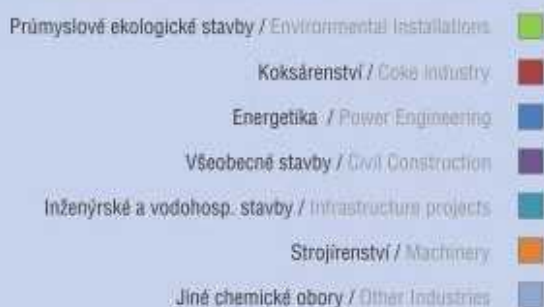 Průmyslové ekologické stavby / Environmental Installations
Koksárenství / Coke Industry
Energetika / Power Engineering
Všeobecné stavby / Civil Construction
Inženýrské a vodohosp. stavby / Infrastructure projects
Strojírenství / Machinery
Jiné chemické obory / Other Industries